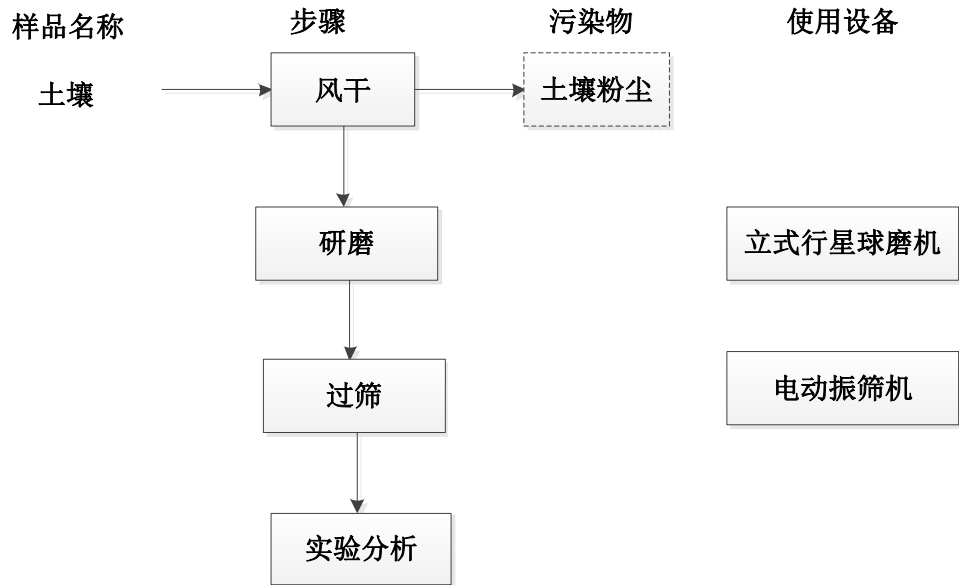 样品名称 步骤 污染物 使用设备
土壤 风干 土壤粉尘
研磨 立式行星球磨机
过筛 电动振筛机
实验分析